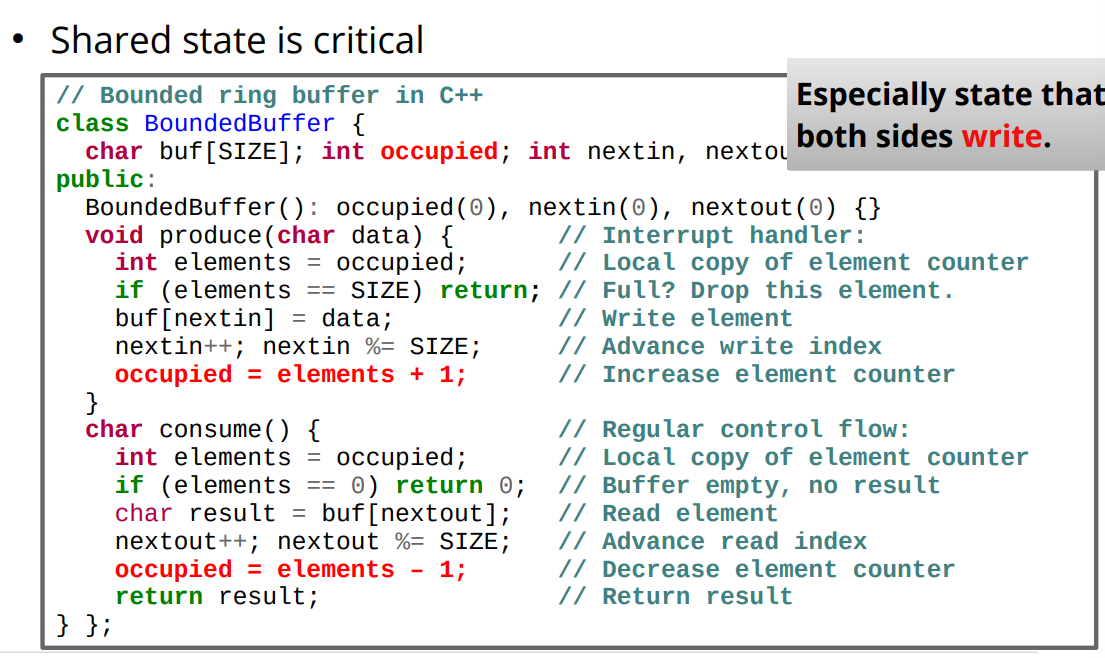 • Shared state is critical
// Bounded ring buffer in C++
Especially state that
class BoundedBuffer {
both sides write.
char buf[SIZE]; int occupied; int nextin,
public:
BoundedBuffer(): occupied(0), nextin(0), nextout(0) {}
void produce(char data) { // Interrupt handler:
int elements = occupied; // Local copy of element counter
if (elements == SIZE) return; // Full? Drop this element.
buf[nextin] = data; // Write element
nextin++; nextin %= SIZE; // Advance write index
occupied = elements + 1; // Increase element counter
}
char consume() { // Regular control flow:
int elements = occupied; // Local copy of element counter
if (elements == 0) return 0; // Buffer empty, no result
char result = buf[nextout]; // Read element
nextout++; nextout %= SIZE; // Advance read index
occupied = elements – 1; // Decrease element counter
return result; // Return result
} };